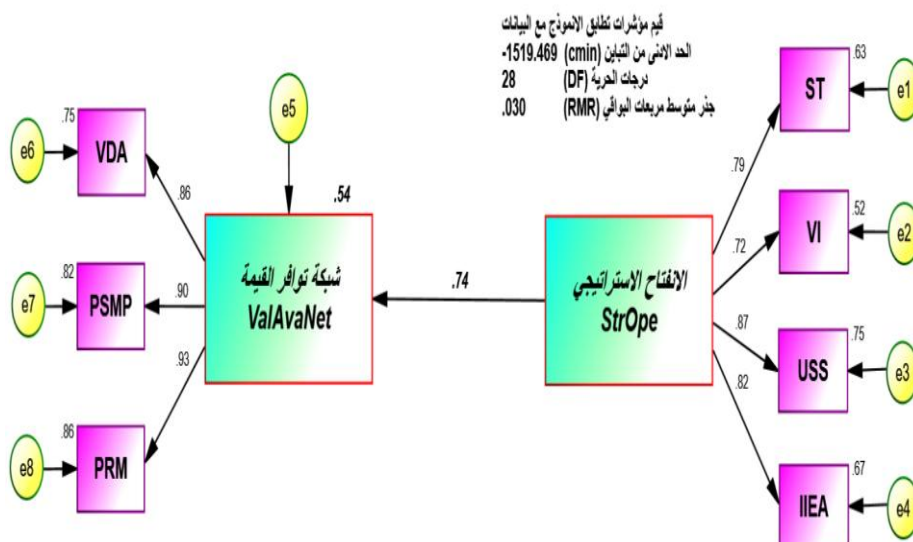 قيم مؤشرات تطابق الانموذج مع البيانات
الحد الادنى من التباين (cmin) 1519.469-
درجات الحرية (DF) 28
جذر متوسط مربعات البواقي (RMR) .030
e5
.54
شبكة توافر القيمة
ValAvaNet
.74
الانفتاح الاستراتيجي
StrOpe
e6
.75
VDA
.86
e7
.82
PSMP
.90
e8
.86
PRM
.93
.63
ST
e1
.79
.52
VI
e2
.72
.75
USS
e3
.87
.67
IIEA
e4
.82